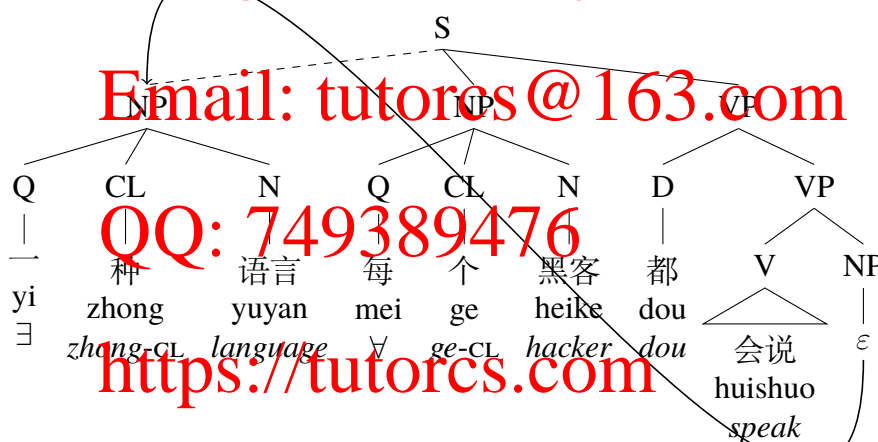 S
NP NP VP
Email: tutorcs@163.com
Q CL N Q CL N D VP
QQ: 749389476
一 种 语言 每 个 黑客 都 V NP
yi zhong yuyan mei ge heike dou
∃ zhong-CL language ∀ ge-CL hacker dou 会说 ε
https://tutorcs.com
huishuo
speak